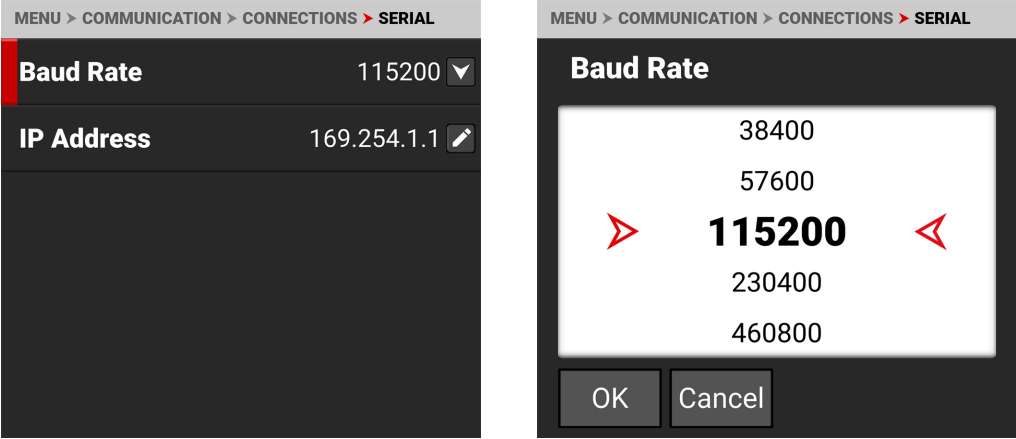 MENU > COMMUNICATION > CONNECTIONS > SERIAL
Baud Rate 115200
IP Address 169.254.1.1
MENU > COMMUNICATION > CONNECTIONS > SERIAL
Baud Rate
38400
57600
115200
230400
460800
OK Cancel